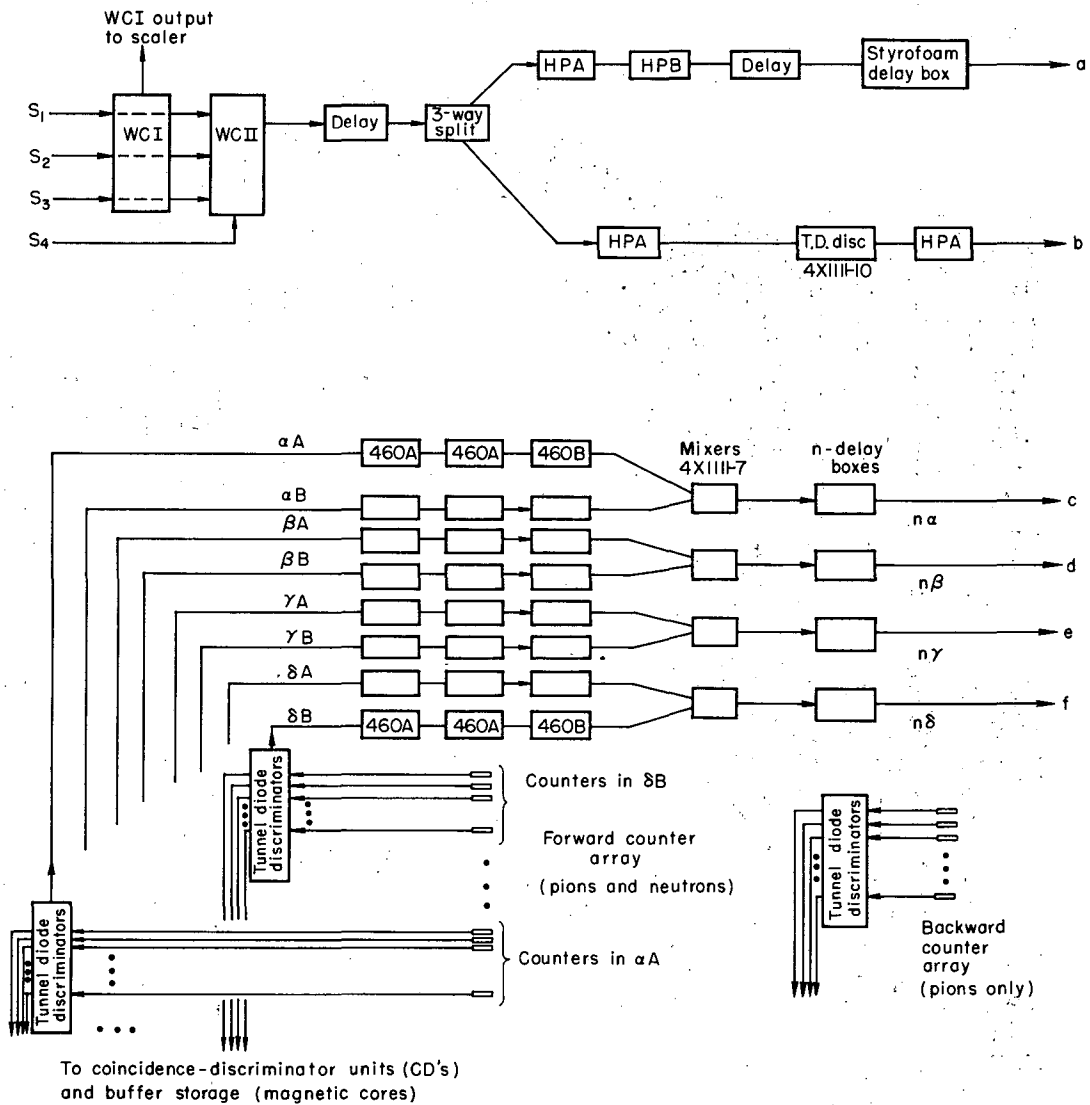 WCI output
to scaler
S1
S2
S3
S4
WCI
WCII
Delay
3-way
split
HPA
HPB
Delay
Styrofoam
delay box
a
HPA
T.D. disc
4XIII-10
HPA
b
αA
460A
460A
460B
Mixers
4XIII-7
n-delay
boxes
nα
c
αB
βA
βB
nβ
d
γA
γB
nγ
e
δA
δB
460A
460A
460B
nδ
f
Tunnel diode
discriminators
Counters in δB
Forward counter
array
(pions and neutrons)
Tunnel diode
discriminators
Backward
counter
array
(pions only)
Tunnel diode
discriminators
Counters in αA
To coincidence-discriminator units (CD's)
and buffer storage (magnetic cores)